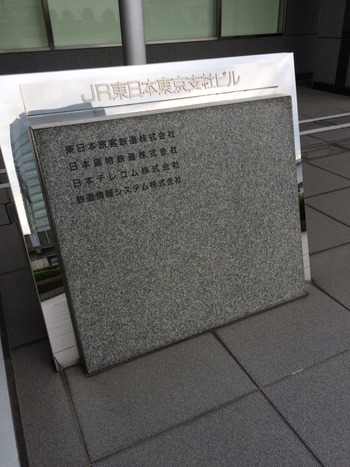 JR東日本東京支社ビル
東日本旅客鉄道株式会社
日本貨物鉄道株式会社
日本テレコム株式会社
鉄道情報システム株式会社